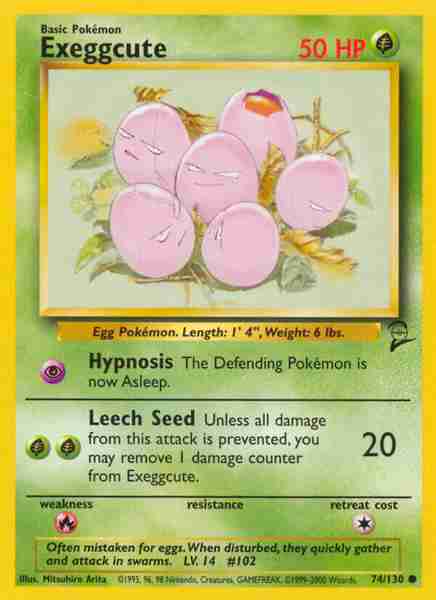 Basic Pokémon
Exeggcute
50 HP
Egg Pokémon. Length: 1' 4", Weight: 6 lbs.
Hypnosis The Defending Pokémon is
now Asleep.
Leech Seed Unless all damage
from this attack is prevented, you
may remove 1 damage counter
from Exeggcute.
20
weakness
resistance
retreat cost
Often mistaken for eggs. When disturbed, they quickly gather
and attack in swarms. LV. 14 #102
Illus. Mitsuhiro Arita ©1995, 96, 98 Nintendo, Creatures, GAMEFREAK. ©1999-2000 Wizards. 74/130